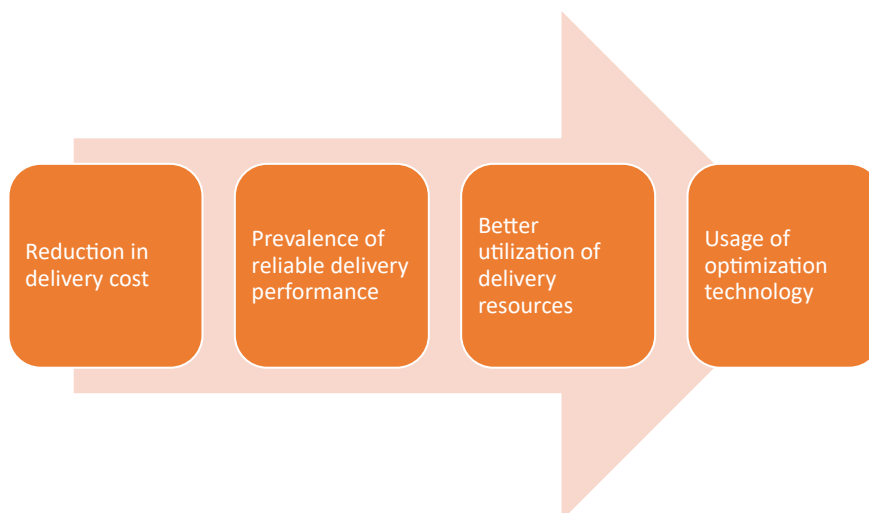 Reduction in
delivery cost
Prevalence of
reliable delivery
performance
Better
utilization of
delivery
resources
Usage of
optimization
technology